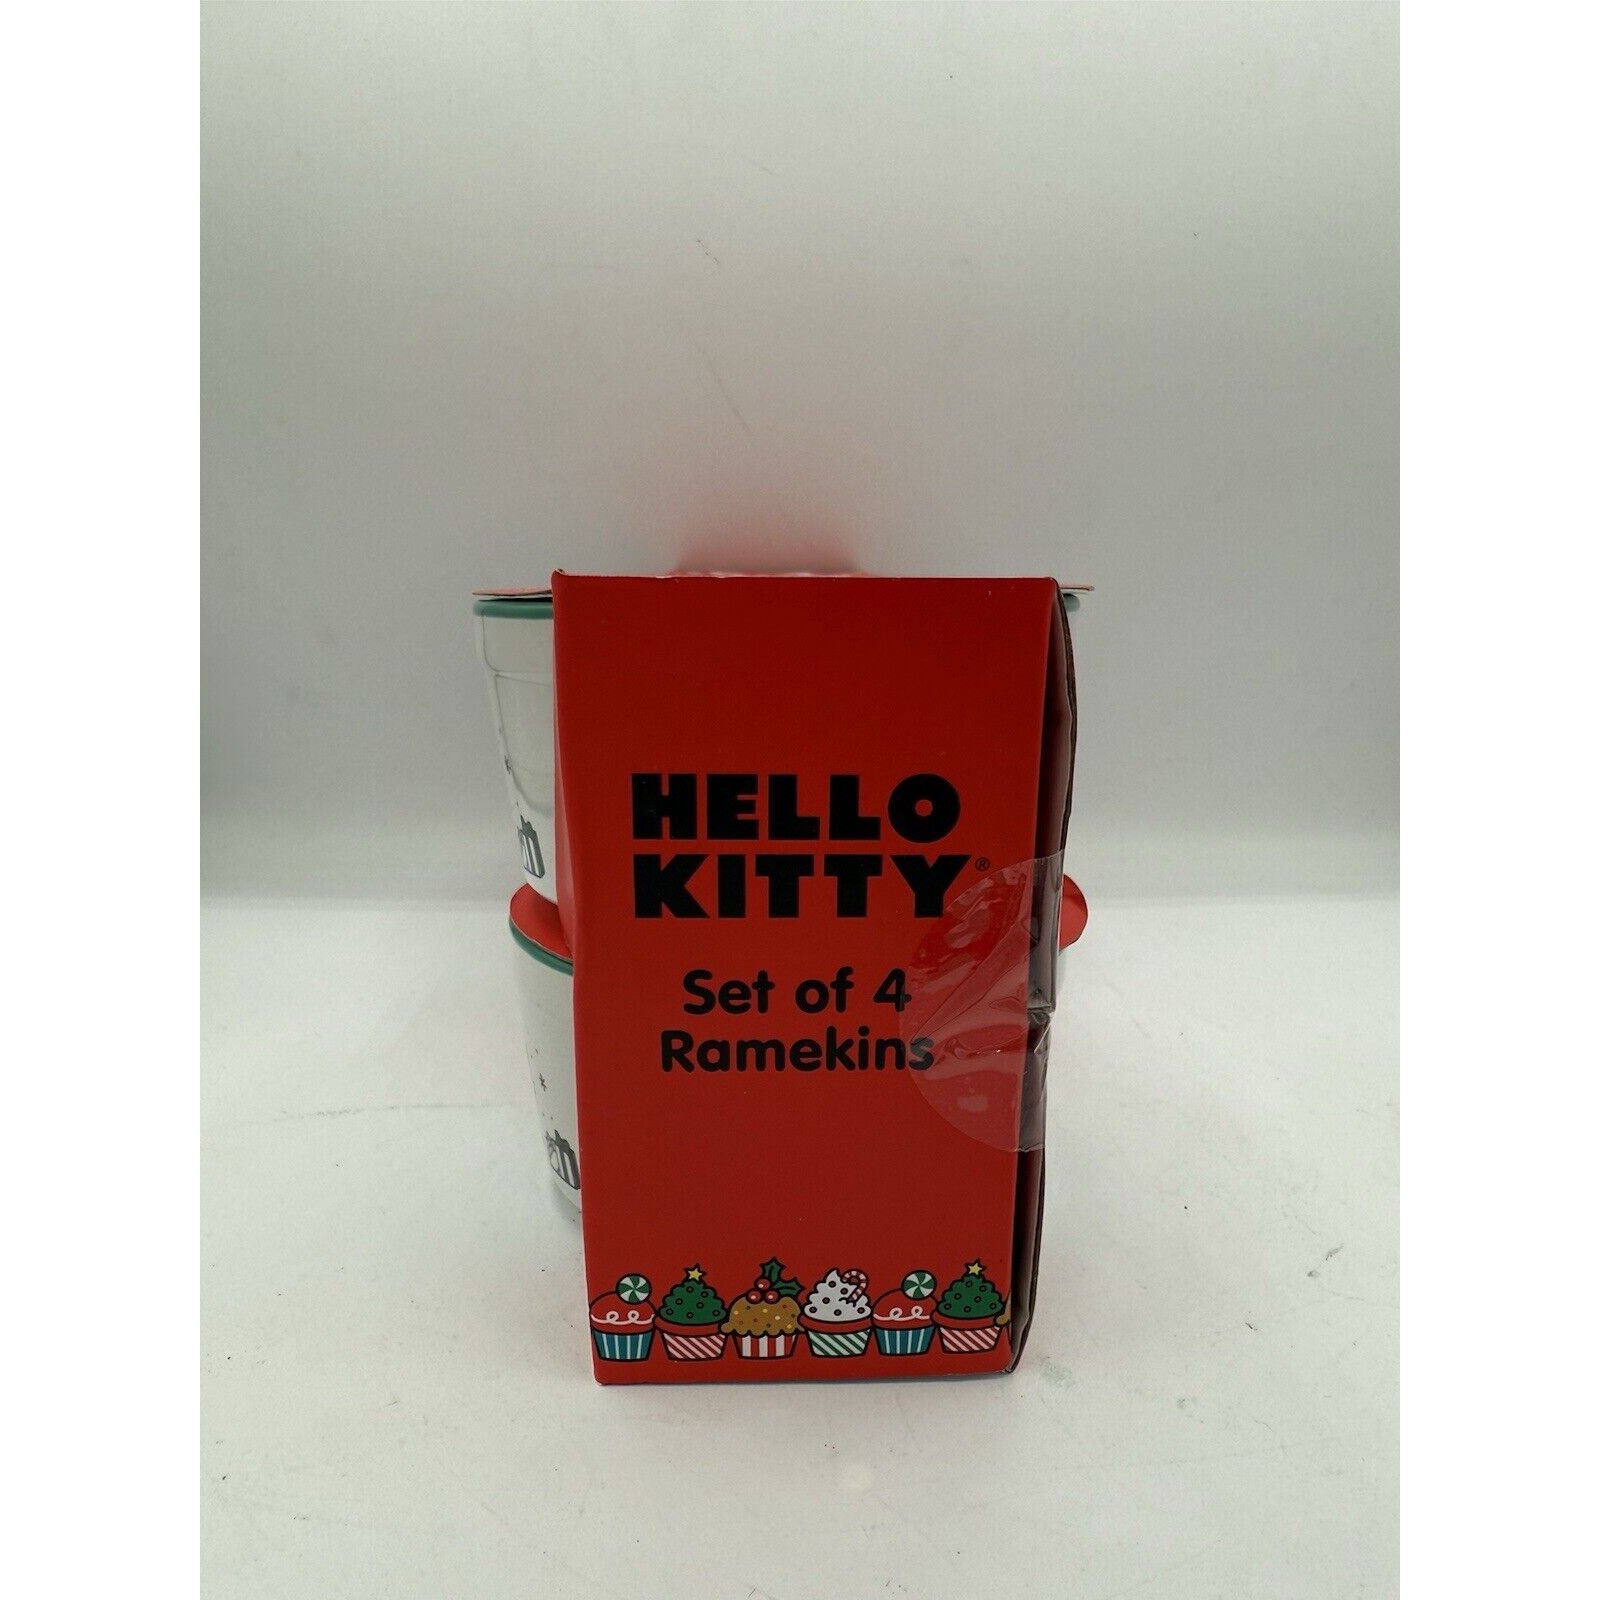 HELLO
KITTY®
Set of 4
Ramekins